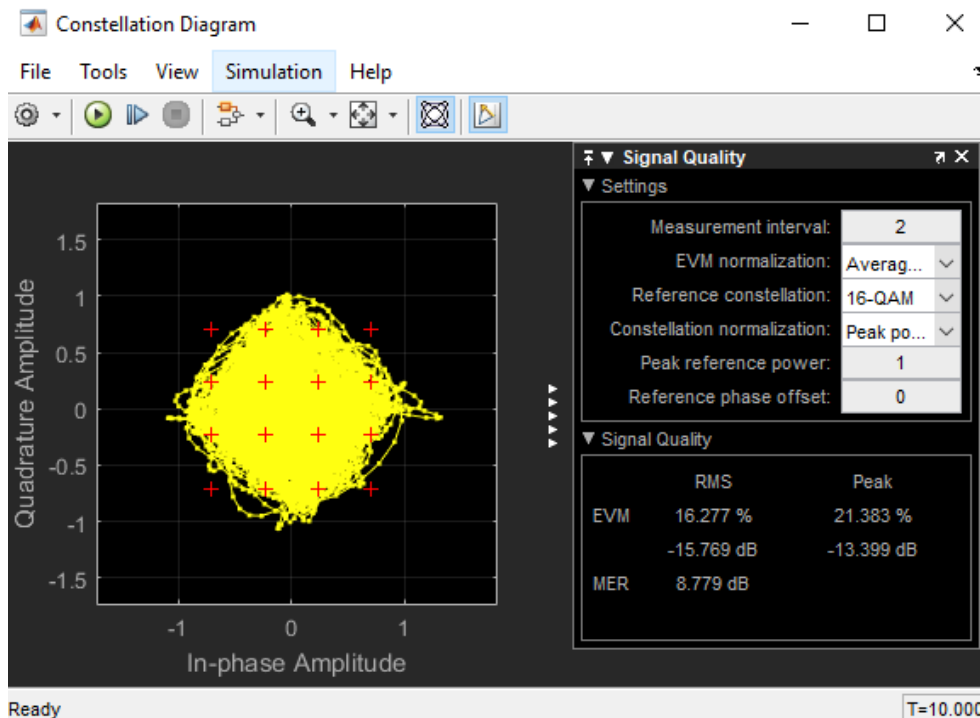 Constellation Diagram
File Tools View Simulation Help
Signal Quality
Settings
Measurement interval: 2
EVM normalization: Averag...
Reference constellation: 16-QAM
Constellation normalization: Peak po...
Peak reference power: 1
Reference phase offset: 0
Signal Quality
RMS Peak
EVM 16.277 % 21.383 %
-15.769 dB -13.399 dB
MER 8.779 dB
Quadrature Amplitude
1.5
1
0.5
0
-0.5
-1
-1.5
-1 0 1
In-phase Amplitude
Ready T=10.000